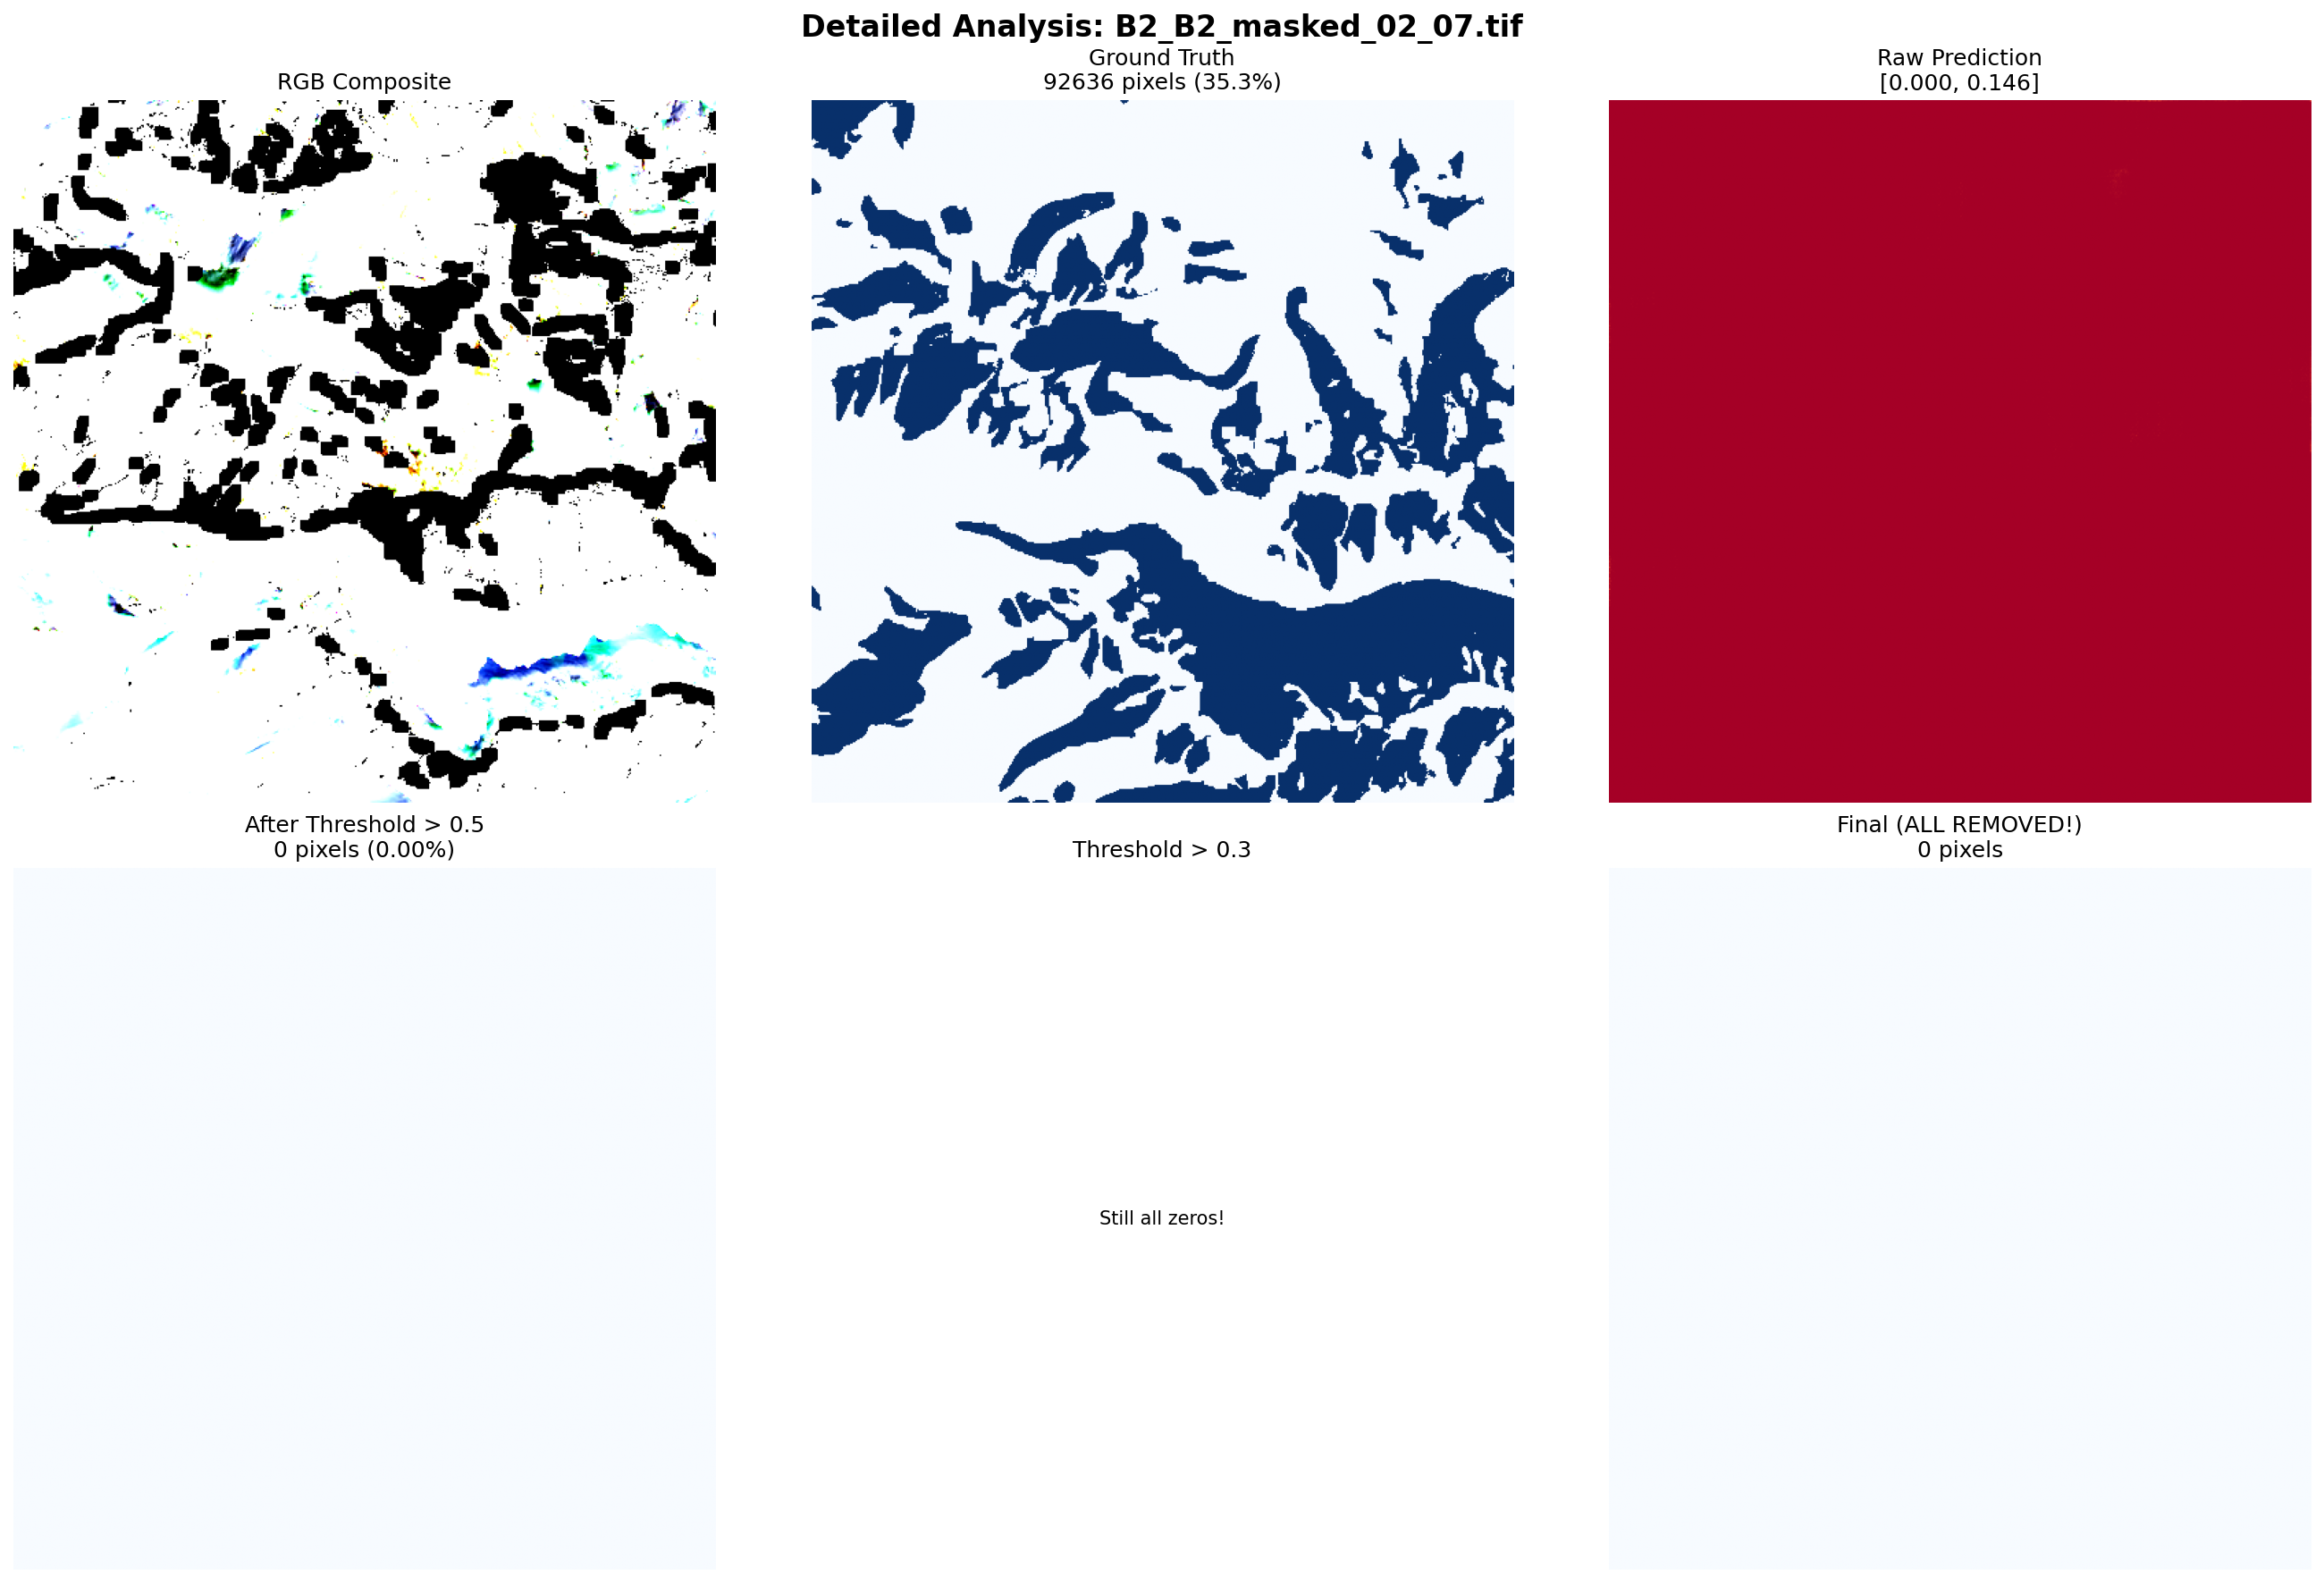 Detailed Analysis: B2_B2_masked_02_07.tif
RGB Composite
Ground Truth
92636 pixels (35.3%)
Raw Prediction
[0.000, 0.146]
After Threshold > 0.5
0 pixels (0.00%)
Threshold > 0.3
Still all zeros!
Final (ALL REMOVED!)
0 pixels